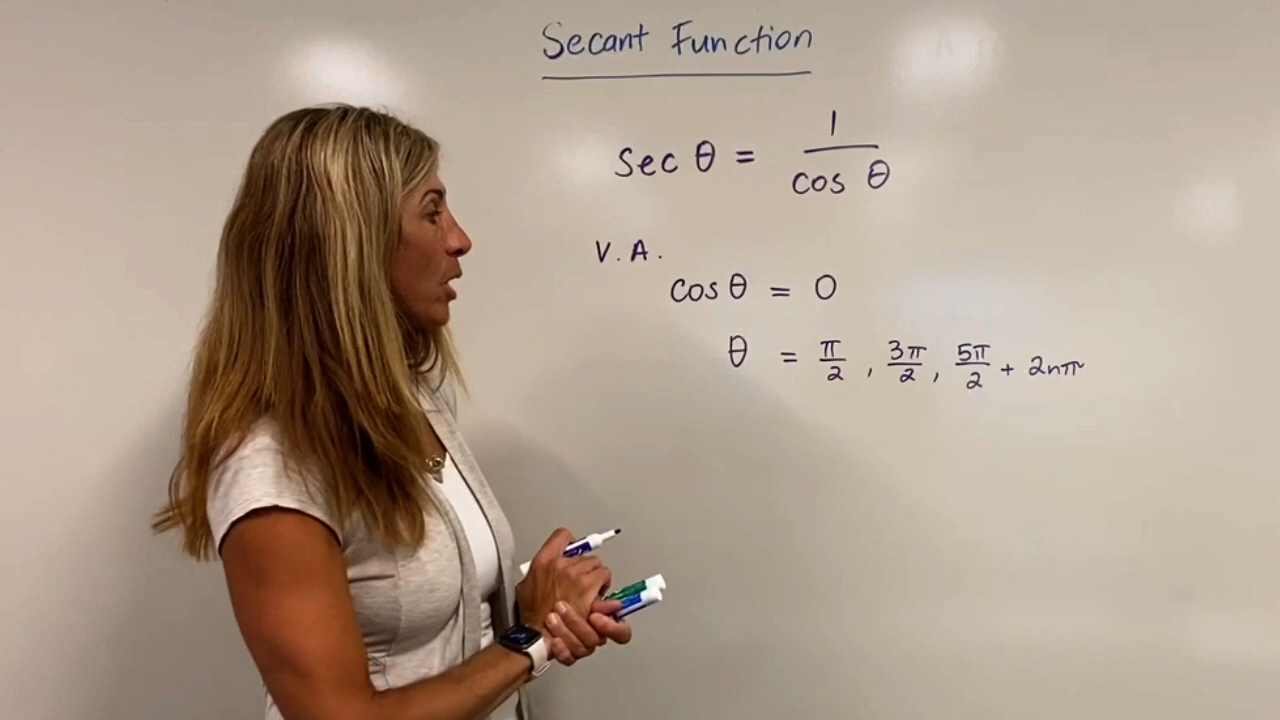 Secant Function
sec θ = 1/cos θ
V.A.
cos θ = 0
θ = π/2, 3π/2, 5π/2 + 2nπ